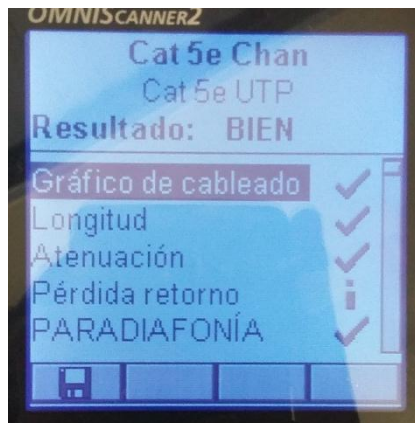 OMNISCANNER2
Cat 5e Chan
Cat 5e UTP
Resultado: BIEN
Gráfico de cableado
Longitud
Atenuación
Pérdida retorno
PARADIAFONÍA